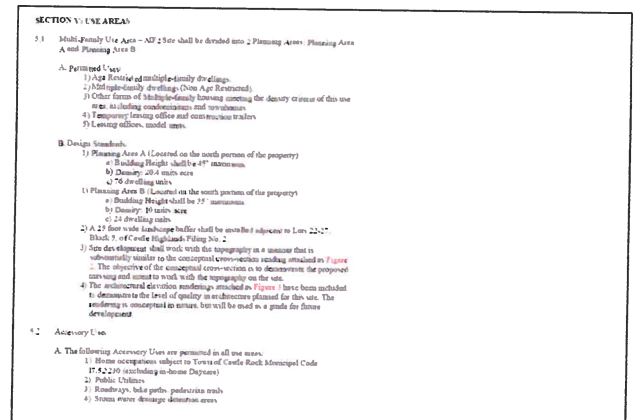 SECTION V: USE AREAS
5.1 Multi-Family Use Area – MF 2 Site shall be divided into 2 Planning Areas: Planning Area
A and Planning Area B
A. Permitted Uses
1) Age Restricted multiple-family dwellings.
2) Multiple-family dwellings (Non Age Restricted).
3) Other forms of Multiple-family housing meeting the density criteria of this use
area, including condominiums and townhomes
4) Temporary leasing office and construction trailers
5) Leasing offices, model units.
B. Design Standards.
1) Planning Area A (Located on the north portion of the property)
a) Building Height shall be 45' maximum
b) Density: 20.4 units acre
c) 76 dwelling units
1) Planning Area B (Located on the south portion of the property)
a) Building Height shall be 35' maximum
b) Density: 10 units acre
c) 24 dwelling units
2) A 25 foot wide landscape buffer shall be installed adjacent to Lots 22-27,
Block 5, of Castle Highlands Filing No. 2
3) Site development shall work with the topography in a manner that is
substantially similar to the conceptual cross-section rendering attached as Figure
2. The objective of the conceptual cross-section is to demonstrate the proposed
massing and intent to work with the topography on the site.
4) The architectural elevation renderings attached as Figure 3 have been included
to demonstrate the level of quality in architecture planned for this site. The
rendering is conceptual in nature, but will be used as a guide for future
development
5.2 Accessory Uses
A. The following Accessory Uses are permitted in all use areas:
1) Home occupations subject to Town of Castle Rock Municipal Code
17.52.230 (excluding in-home Daycare)
2) Public Utilities
3) Roadways, bike paths, pedestrian trails
4) Storm water drainage detention areas